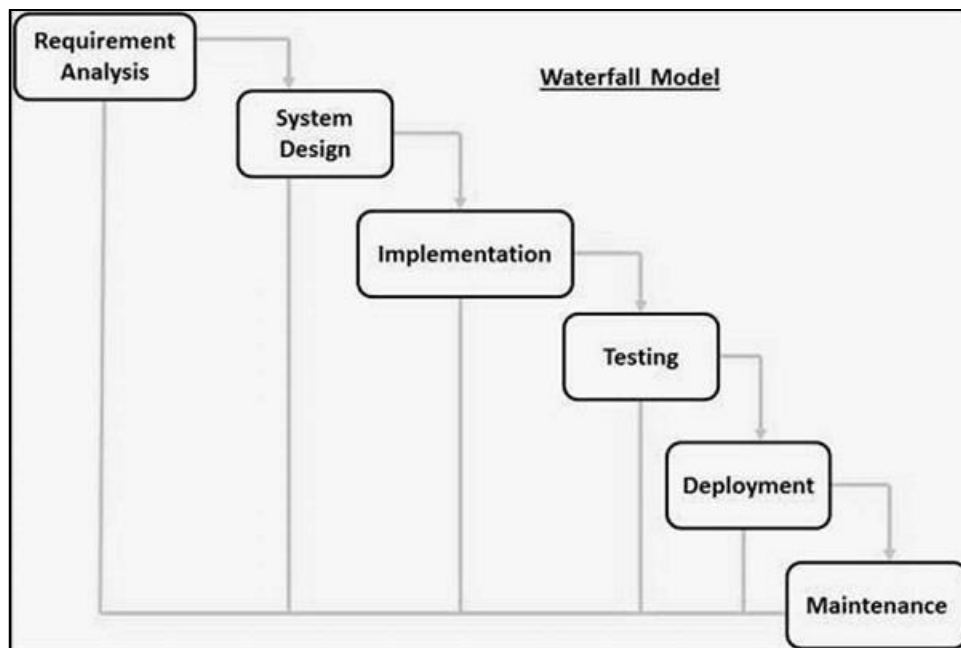 Requirement
Analysis
Waterfall Model
System
Design
Implementation
Testing
Deployment
Maintenance